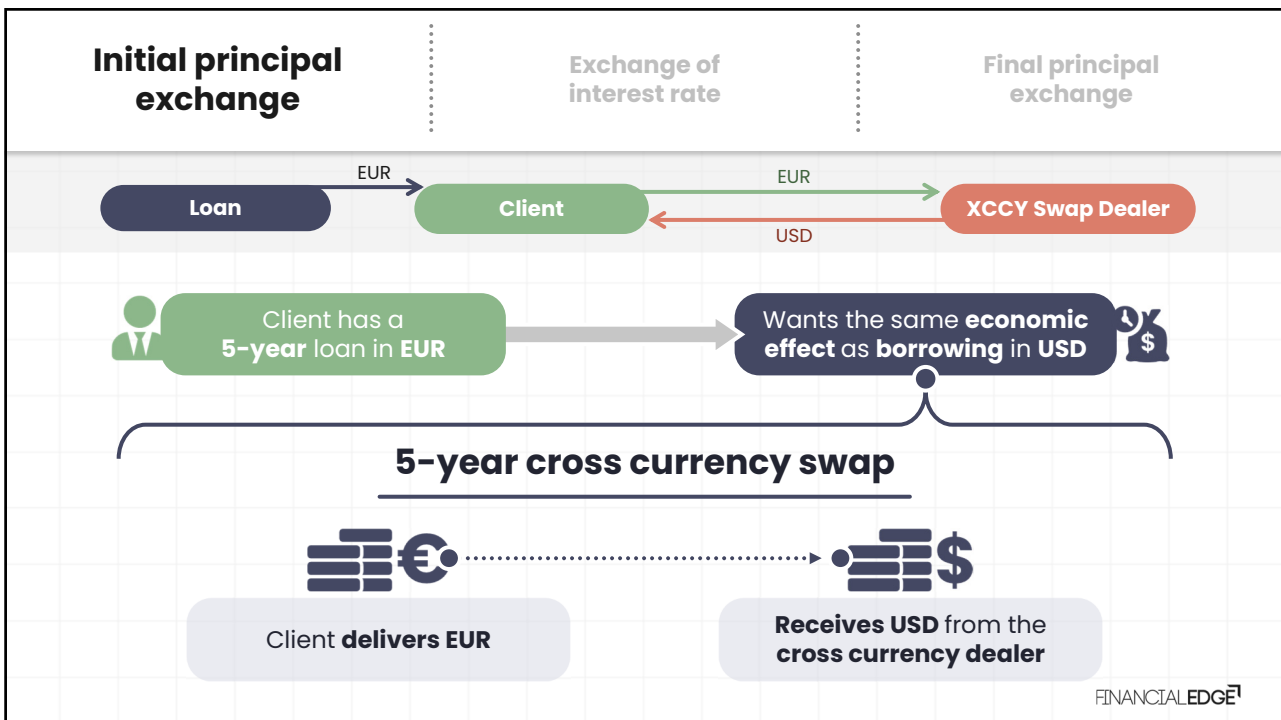 Initial principal
exchange
Exchange of
interest rate
Final principal
exchange
EUR
EUR
Loan
Client
XCCY Swap Dealer
USD
Client has a
5-year loan in EUR
Wants the same economic
effect as borrowing in USD
$
5-year cross currency swap
€
$
Client delivers EUR
Receives USD from the
cross currency dealer
FINANCIALEDGE